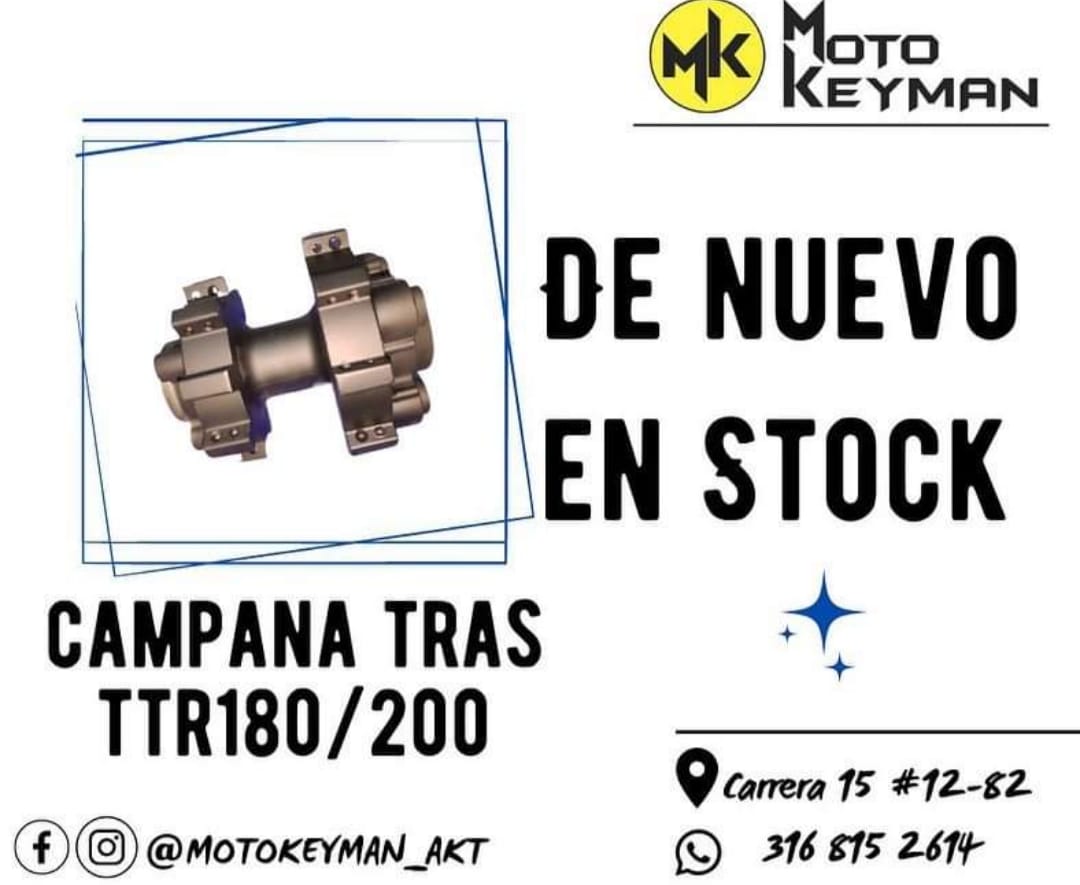 MK MOTO
KEYMAN
DE NUEVO
EN STOCK
CAMPANA TRAS
TTR180/200
Carrera 15 #12-82
@MOTOKEYMAN_AKT
316 815 2614